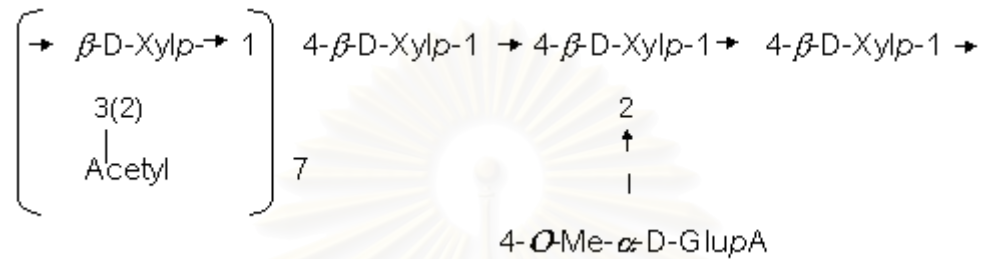 → β-D-Xylp-→ 1 4-β-D-Xylp-1 → 4-β-D-Xylp-1→ 4-β-D-Xylp-1 →
3(2) 2
Acetyl 7
4-O-Me-α-D-GlupA